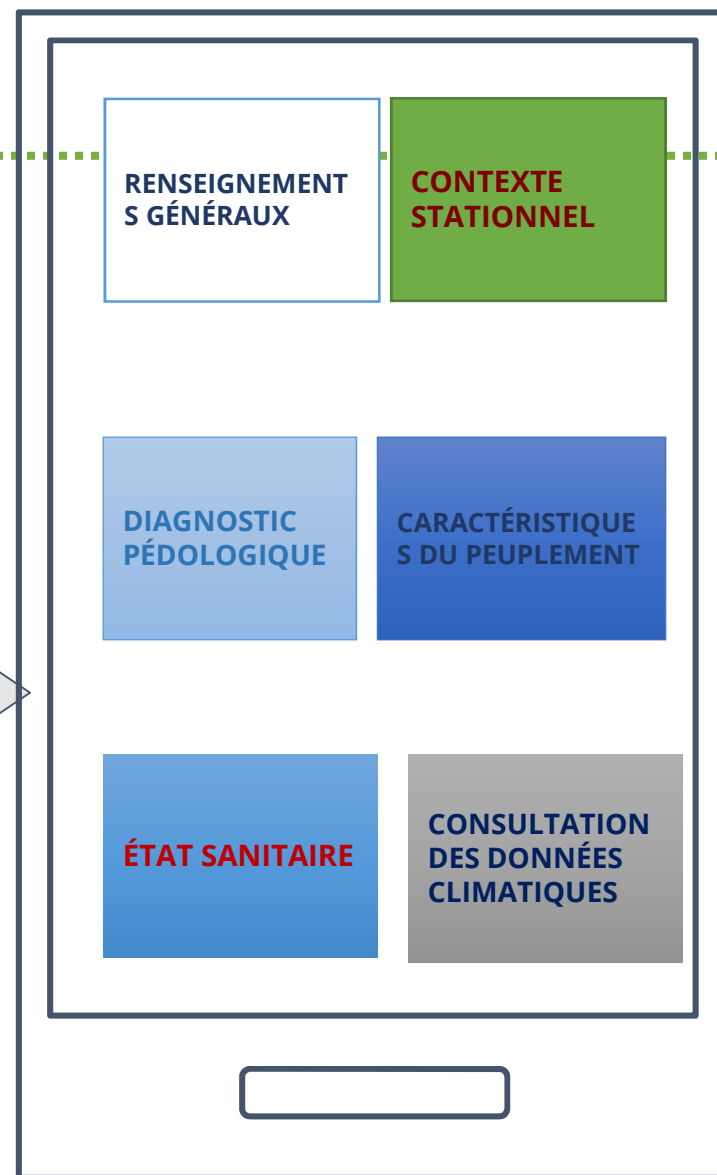 RENSEIGNEMENT
S GÉNÉRAUX
CONTEXTE
STATIONNEL
DIAGNOSTIC
PÉDOLOGIQUE
CARACTÉRISTIQUE
S DU PEUPLEMENT
ÉTAT SANITAIRE
CONSULTATION
DES DONNÉES
CLIMATIQUES